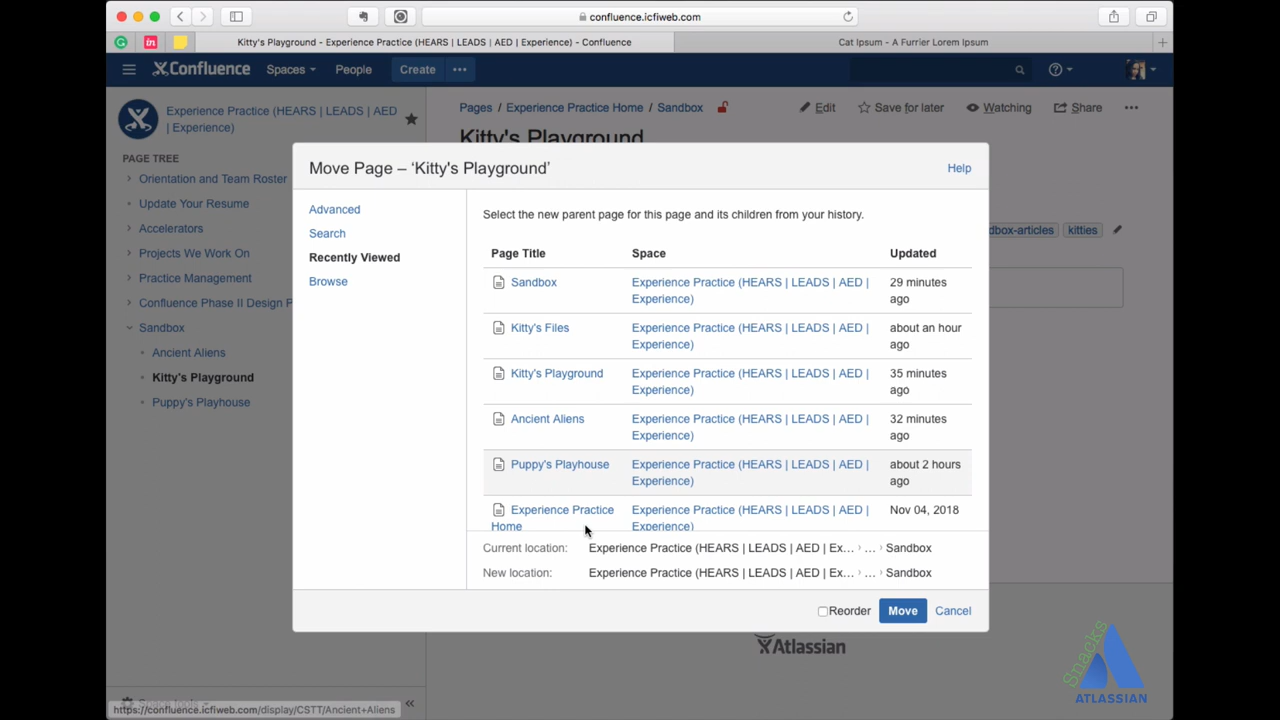 confluence.icfiweb.com
Kitty's Playground - Experience Practice (HEARS | LEADS | AED | Experience) - Confluence
Cat Ipsum - A Furrier Lorem Ipsum
Confluence
Spaces
People
Create
Experience Practice (HEARS | LEADS | AED
| Experience)
PAGE TREE
Orientation and Team Roster
Update Your Resume
Accelerators
Projects We Work On
Practice Management
Confluence Phase II Design P
Sandbox
Ancient Aliens
Kitty's Playground
Puppy's Playhouse
Pages / Experience Practice Home / Sandbox
Edit
Save for later
Watching
Share
Kitty's Playground
dbox-articles
kitties
Move Page – ‘Kitty's Playground’
Help
Advanced
Search
Recently Viewed
Browse
Select the new parent page for this page and its children from your history.
Page Title Space Updated
Sandbox Experience Practice (HEARS | LEADS | AED | 29 minutes
Experience) ago
Kitty's Files Experience Practice (HEARS | LEADS | AED | about an hour
Experience) ago
Kitty's Playground Experience Practice (HEARS | LEADS | AED | 35 minutes
Experience) ago
Ancient Aliens Experience Practice (HEARS | LEADS | AED | 32 minutes
Experience) ago
Puppy's Playhouse Experience Practice (HEARS | LEADS | AED | about 2 hours
Experience) ago
Experience Practice Experience Practice (HEARS | LEADS | AED | Nov 04, 2018
Home Experience)
Current location: Experience Practice (HEARS | LEADS | AED | Ex... › ... › Sandbox
New location: Experience Practice (HEARS | LEADS | AED | Ex... › ... › Sandbox
Reorder Move Cancel
Atlassian
https://confluence.icfiweb.com/display/CSTT/Ancient+Aliens
Snacks
ATLASSIAN